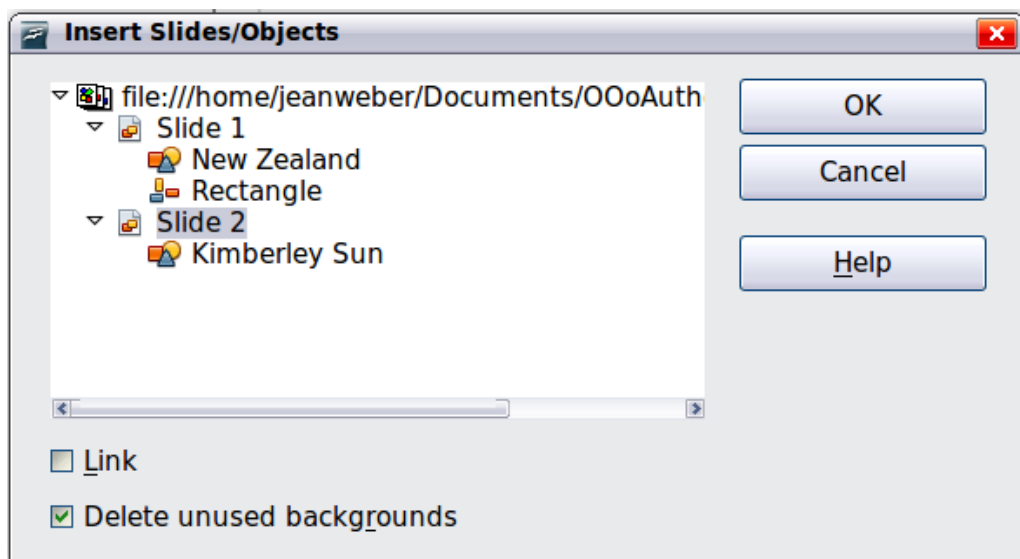 Insert Slides/Objects
file:///home/jeanweber/Documents/OOoAuth
Slide 1
New Zealand
Rectangle
Slide 2
Kimberley Sun
OK
Cancel
Help
Link
Delete unused backgrounds